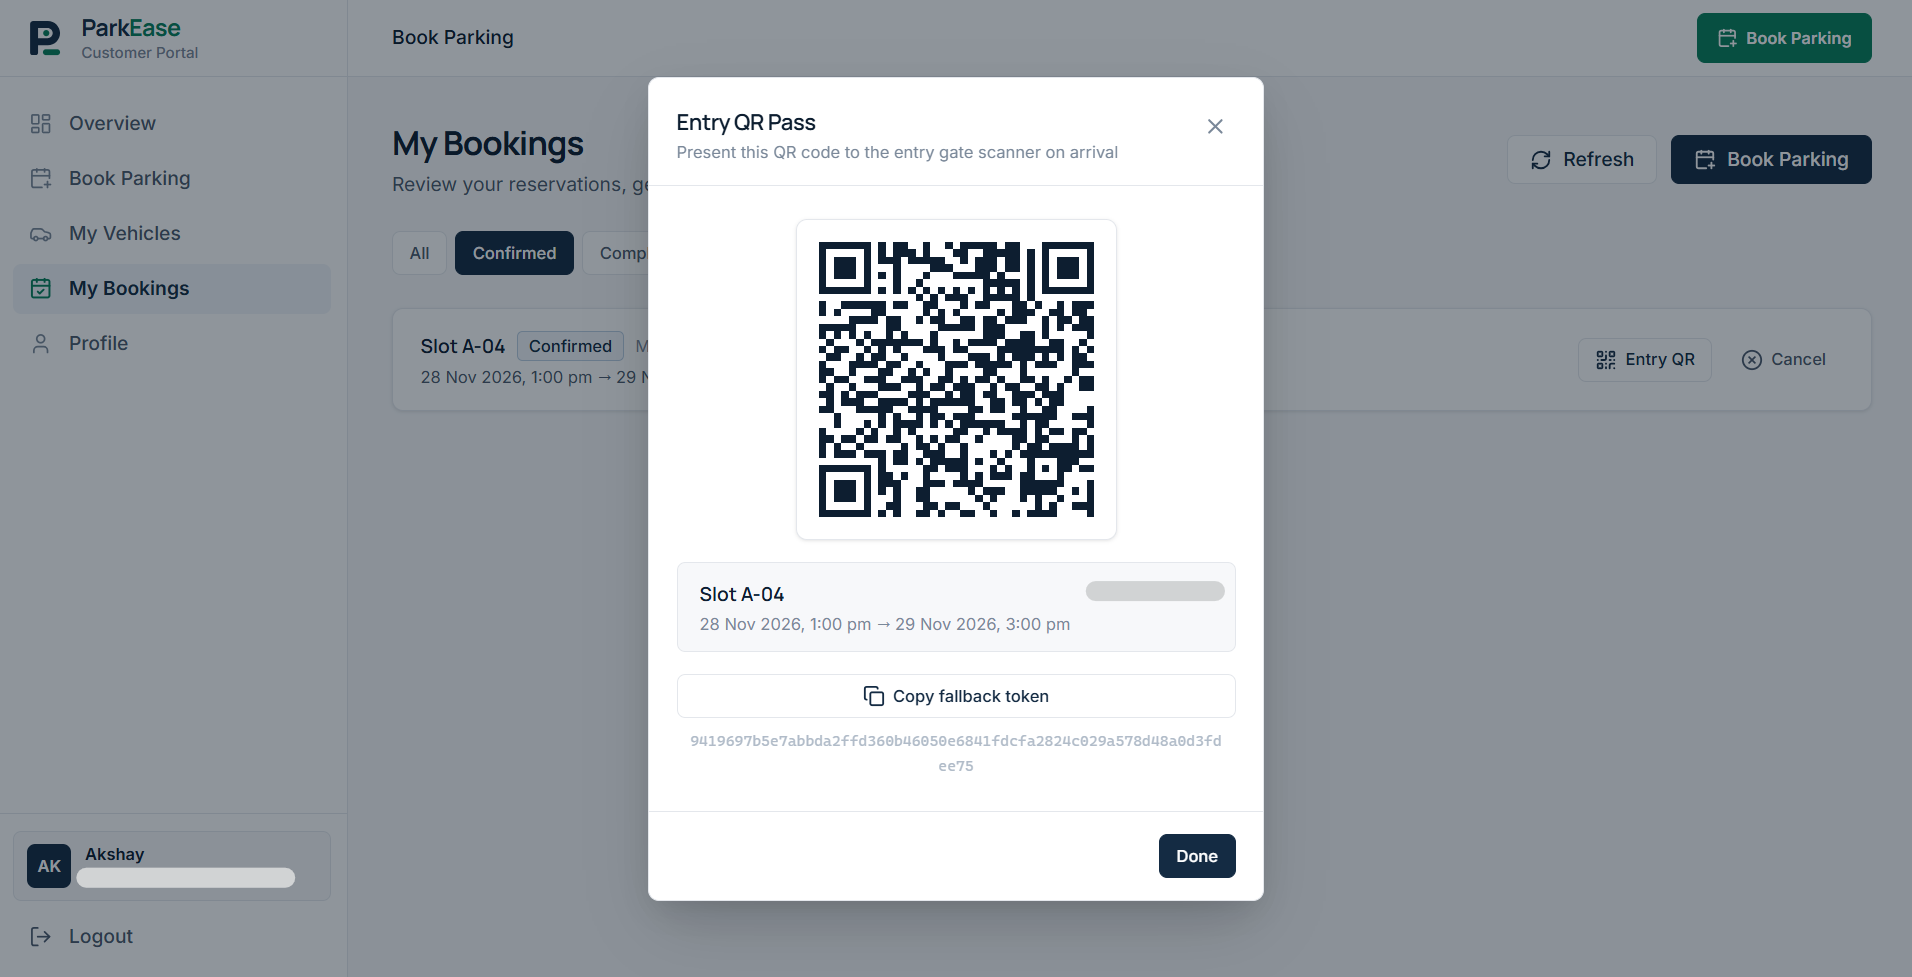 ParkEase
Customer Portal
Overview
Book Parking
My Vehicles
My Bookings
Profile
AK
Akshay
Logout
Book Parking
Book Parking
My Bookings
Review your reservations,
Refresh
Book Parking
All
Confirmed
Slot A-04
Confirmed
28 Nov 2026, 1:00 pm → 29
Entry QR
Cancel
Entry QR Pass
Present this QR code to the entry gate scanner on arrival
Slot A-04
28 Nov 2026, 1:00 pm → 29 Nov 2026, 3:00 pm
Copy fallback token
9419697b5e7abbda2ffd360b46050e6841fdcfa2824c029a578d48a0d3fd
ee75
Done